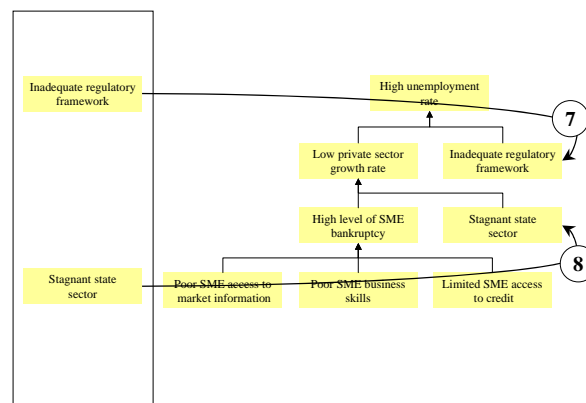 Inadequate regulatory
framework
High unemployment
rate
7
Low private sector
growth rate
Inadequate regulatory
framework
High level of SME
bankruptcy
Stagnant state
sector
8
Stagnant state
sector
Poor SME access to
market information
Poor SME business
skills
Limited SME access
to credit